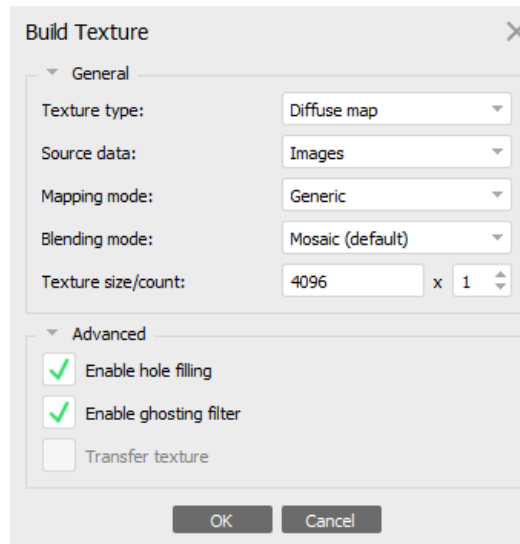 Build Texture
General
Texture type: Diffuse map
Source data: Images
Mapping mode: Generic
Blending mode: Mosaic (default)
Texture size/count: 4096 x 1
Advanced
Enable hole filling
Enable ghosting filter
Transfer texture
OK Cancel